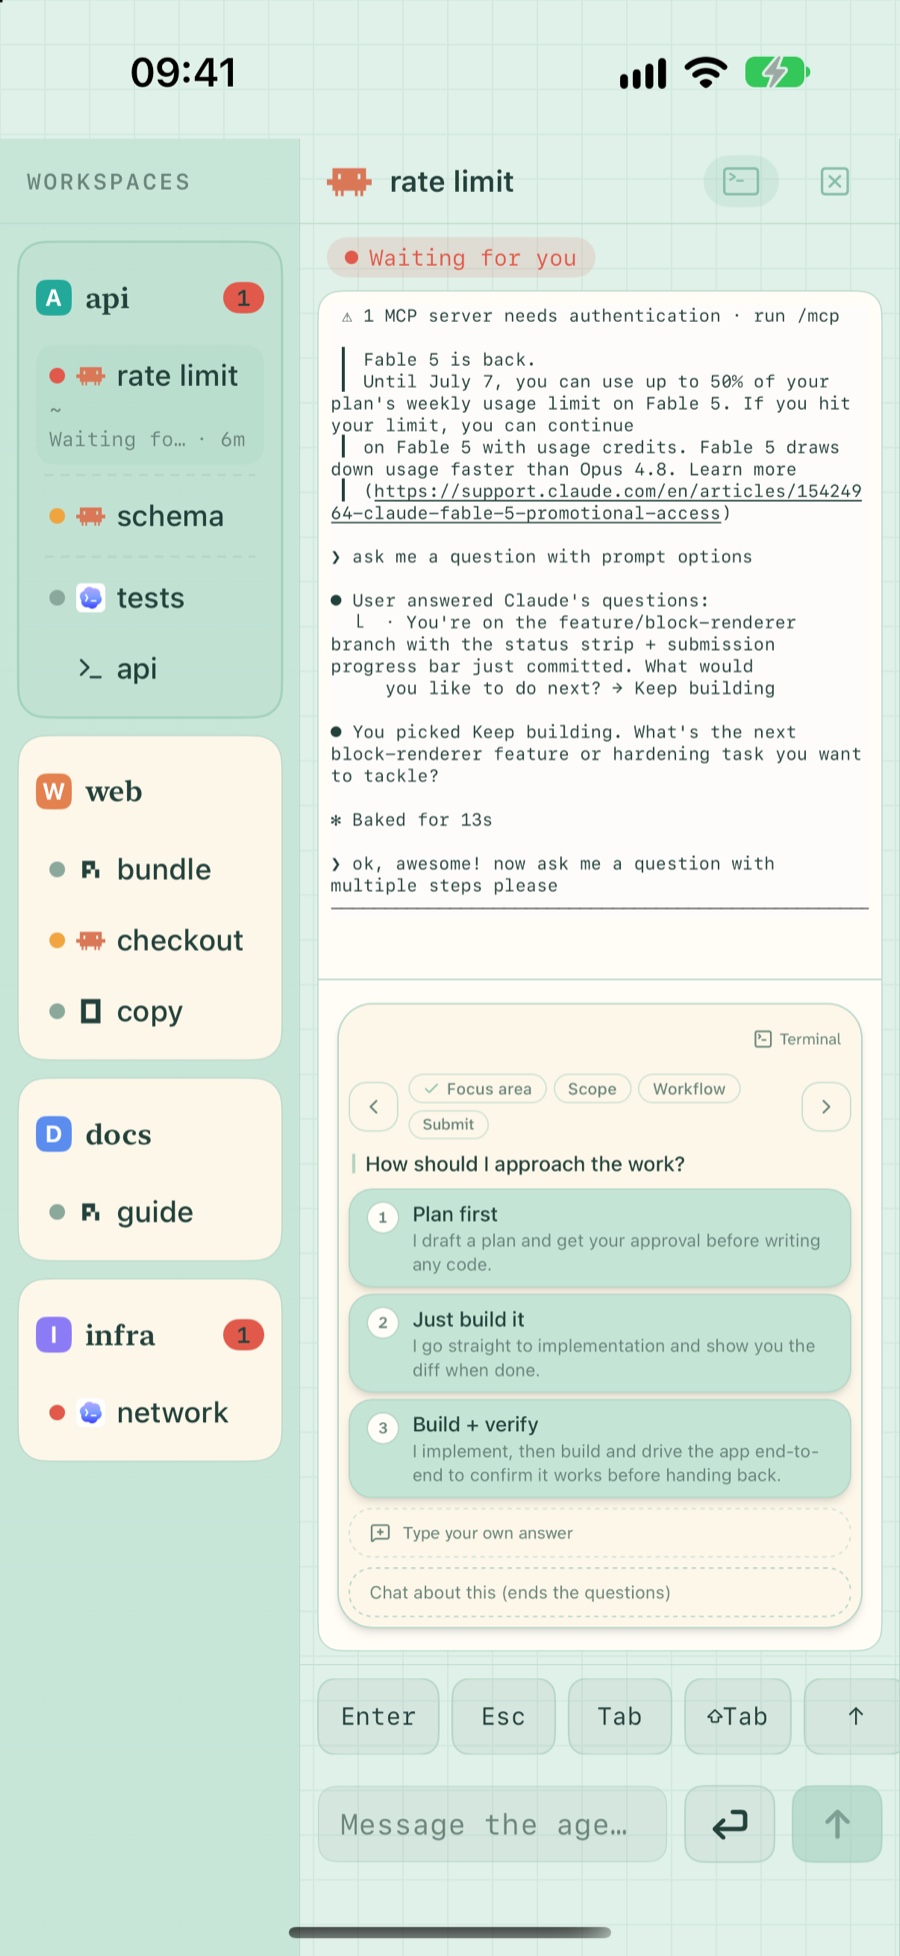 09:41
WORKSPACES
A api 1
rate limit
~
Waiting fo… · 6m
schema
tests
>_ api
W web
bundle
checkout
copy
D docs
guide
I infra 1
network
rate limit
Waiting for you
⚠ 1 MCP server needs authentication · run /mcp
Fable 5 is back.
Until July 7, you can use up to 50% of your
plan's weekly usage limit on Fable 5. If you hit
your limit, you can continue
on Fable 5 with usage credits. Fable 5 draws
down usage faster than Opus 4.8. Learn more
(https://support.claude.com/en/articles/154249
64-claude-fable-5-promotional-access)
❯ ask me a question with prompt options
● User answered Claude's questions:
└ · You're on the feature/block-renderer
branch with the status strip + submission
progress bar just committed. What would
you like to do next? → Keep building
● You picked Keep building. What's the next
block-renderer feature or hardening task you want
to tackle?
✻ Baked for 13s
❯ ok, awesome! now ask me a question with
multiple steps please
Terminal
✓ Focus area Scope Workflow
Submit
How should I approach the work?
1 Plan first
I draft a plan and get your approval before writing
any code.
2 Just build it
I go straight to implementation and show you the
diff when done.
3 Build + verify
I implement, then build and drive the app end-to-
end to confirm it works before handing back.
Type your own answer
Chat about this (ends the questions)
Enter Esc Tab ⇧Tab ↑
Message the age…